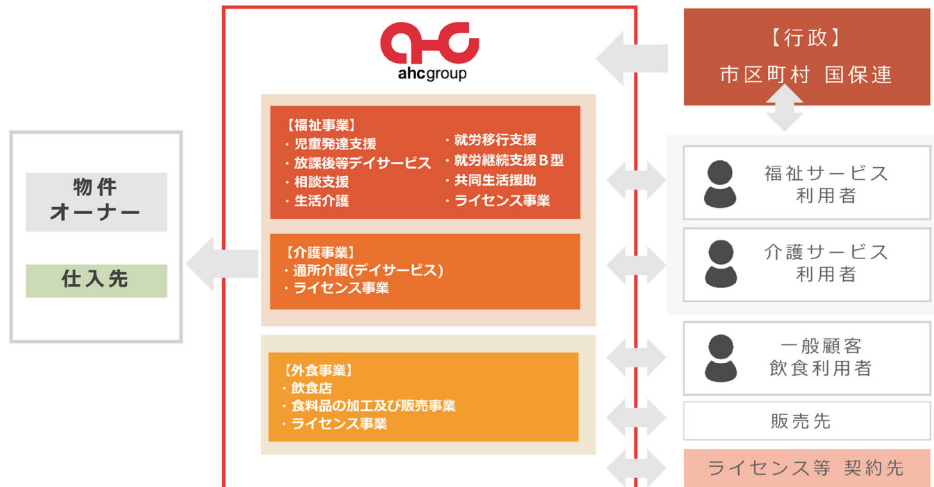 ahcgroup
【行政】
市区町村 国保連
物件
オーナー
仕入先
【福祉事業】
・児童発達支援
・放課後等デイサービス
・相談支援
・生活介護
・就労移行支援
・就労継続支援B型
・共同生活援助
・ライセンス事業
【介護事業】
・通所介護(デイサービス)
・ライセンス事業
【外食事業】
・飲食店
・食料品の加工及び販売事業
・ライセンス事業
福祉サービス
利用者
介護サービス
利用者
一般顧客
飲食利用者
販売先
ライセンス等 契約先